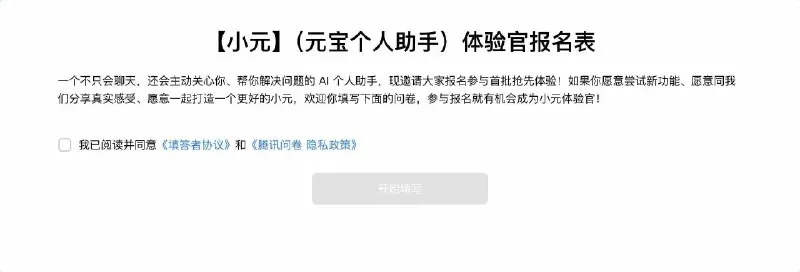 【小元】（元宝个人助手）体验官报名表
一个不只会聊天，还会主动关心你、帮你解决问题的 AI 个人助手，现邀请大家报名参与首批抢先体验！如果你愿意尝试新功能、愿意同我
们分享真实感受、愿意一起打造一个更好的小元，欢迎你填写下面的问卷，参与报名就有机会成为小元体验官！
我已阅读并同意《填答者协议》和《腾讯问卷 隐私政策》
开始填写